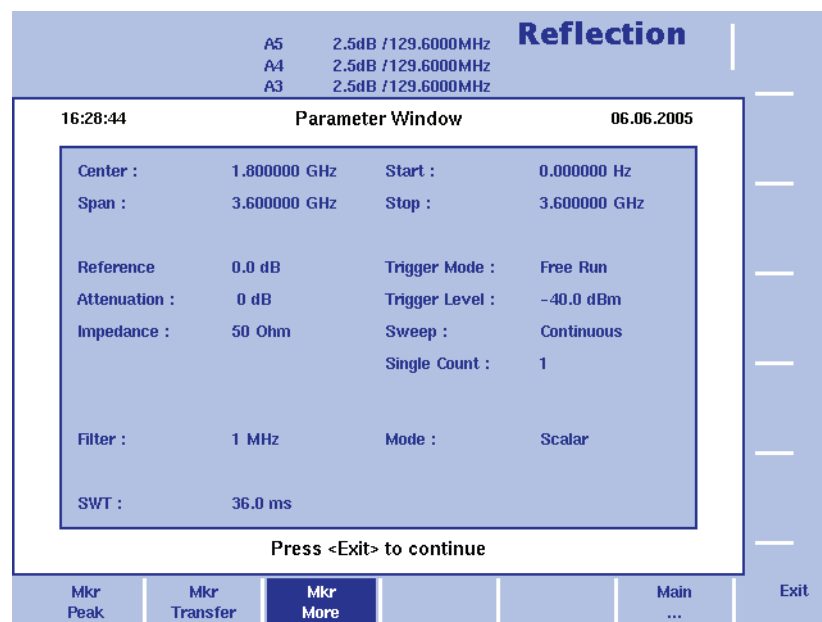 Reflection
A5 2.5dB /129.6000MHz
A4 2.5dB /129.6000MHz
A3 2.5dB /129.6000MHz
16:28:44 Parameter Window 06.06.2005
Center : 1.800000 GHz Start : 0.000000 Hz
Span : 3.600000 GHz Stop : 3.600000 GHz
Reference 0.0 dB Trigger Mode : Free Run
Attenuation : 0 dB Trigger Level : -40.0 dBm
Impedance : 50 Ohm Sweep : Continuous
Single Count : 1
Filter : 1 MHz Mode : Scalar
SWT : 36.0 ms
Press <Exit> to continue
Mkr Peak Mkr Transfer Mkr More Main ... Exit